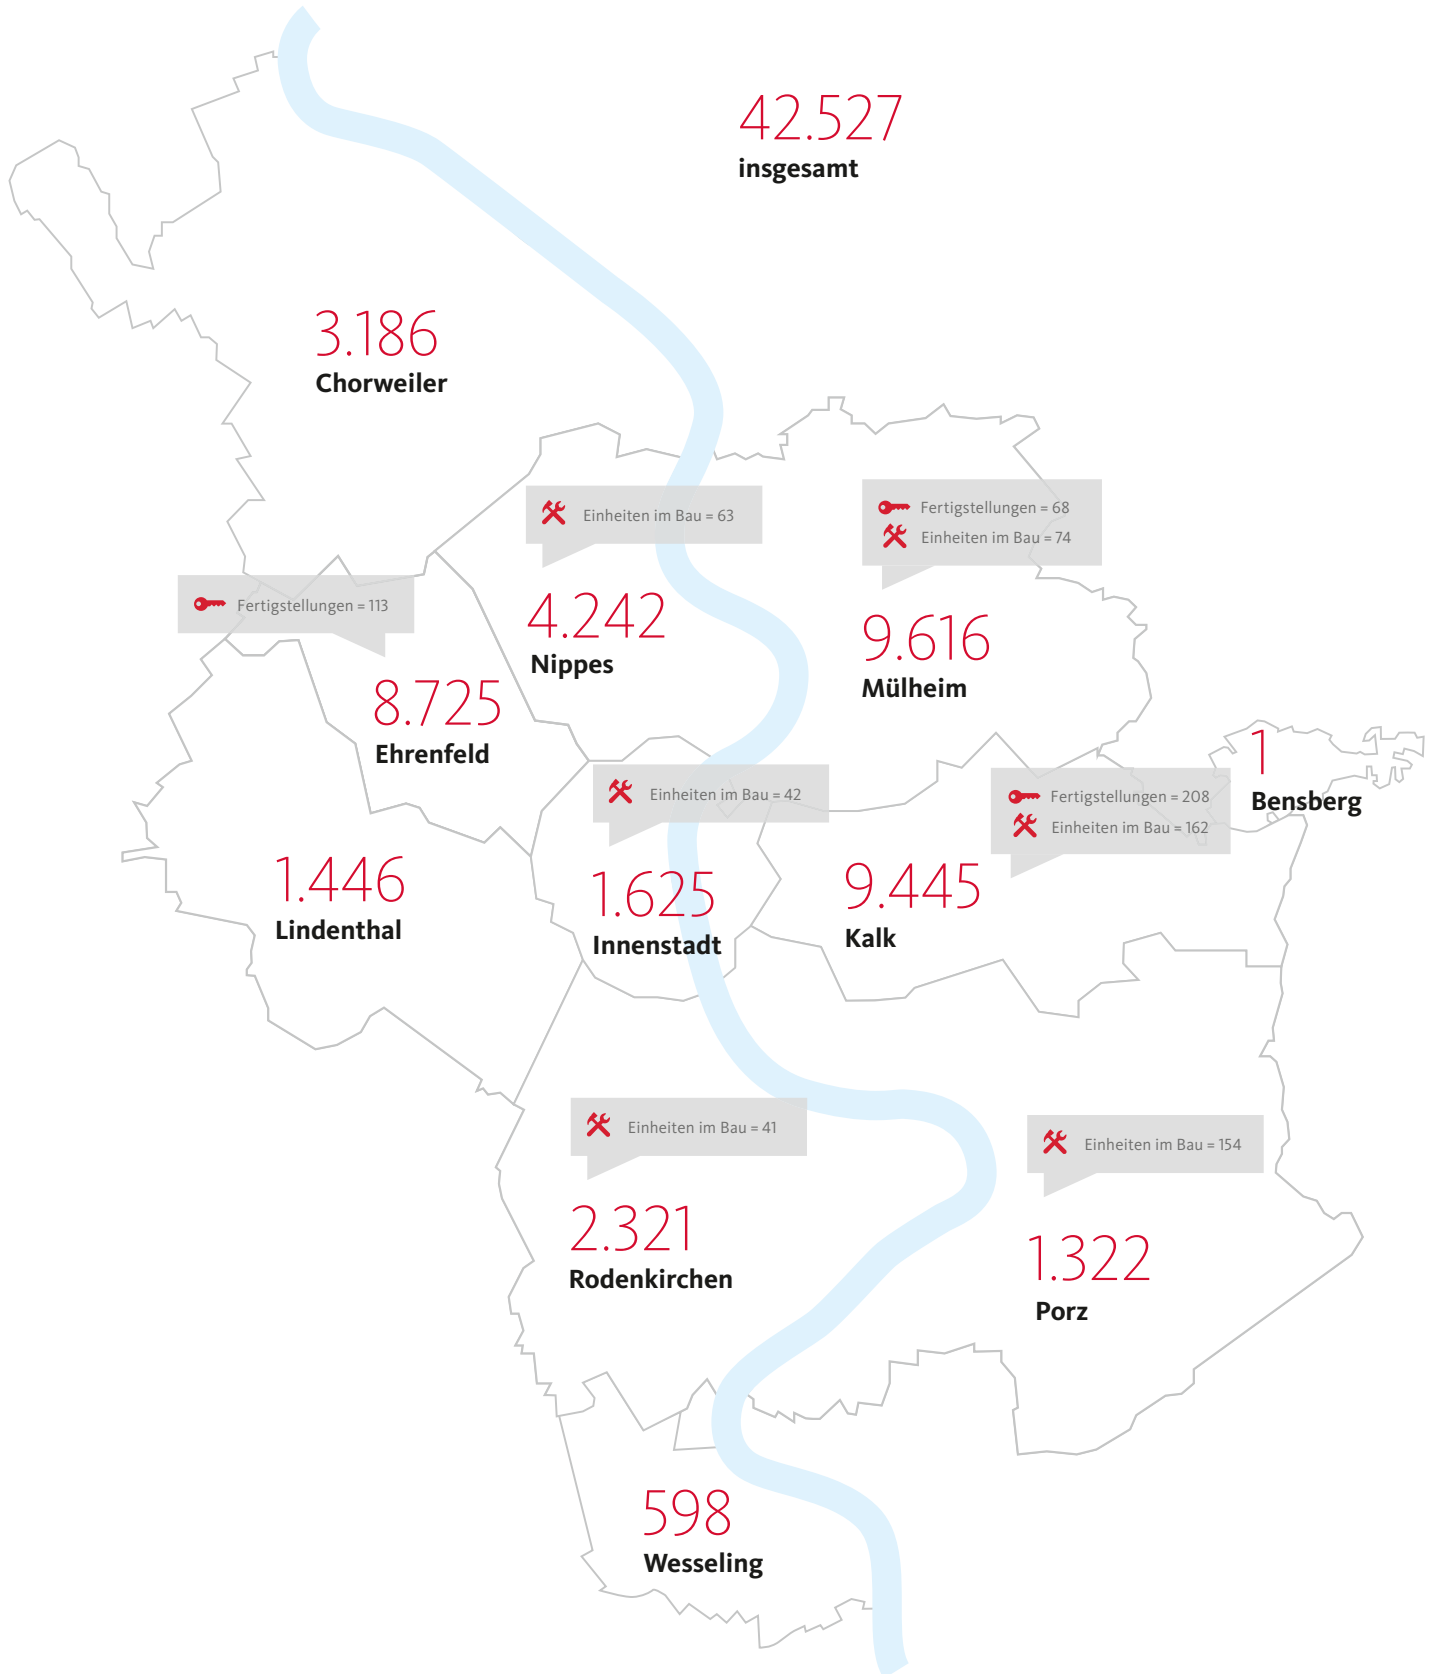 42.527
insgesamt
3.186
Chorweiler
Einheiten im Bau = 63
4.242
Nippes
Fertigstellungen = 68
Einheiten im Bau = 74
9.616
Mülheim
Fertigstellungen = 113
8.725
Ehrenfeld
1
Bensberg
Einheiten im Bau = 42
1.625
Innenstadt
Fertigstellungen = 208
Einheiten im Bau = 162
9.445
Kalk
1.446
Lindenthal
Einheiten im Bau = 41
2.321
Rodenkirchen
Einheiten im Bau = 154
1.322
Porz
598
Wesseling